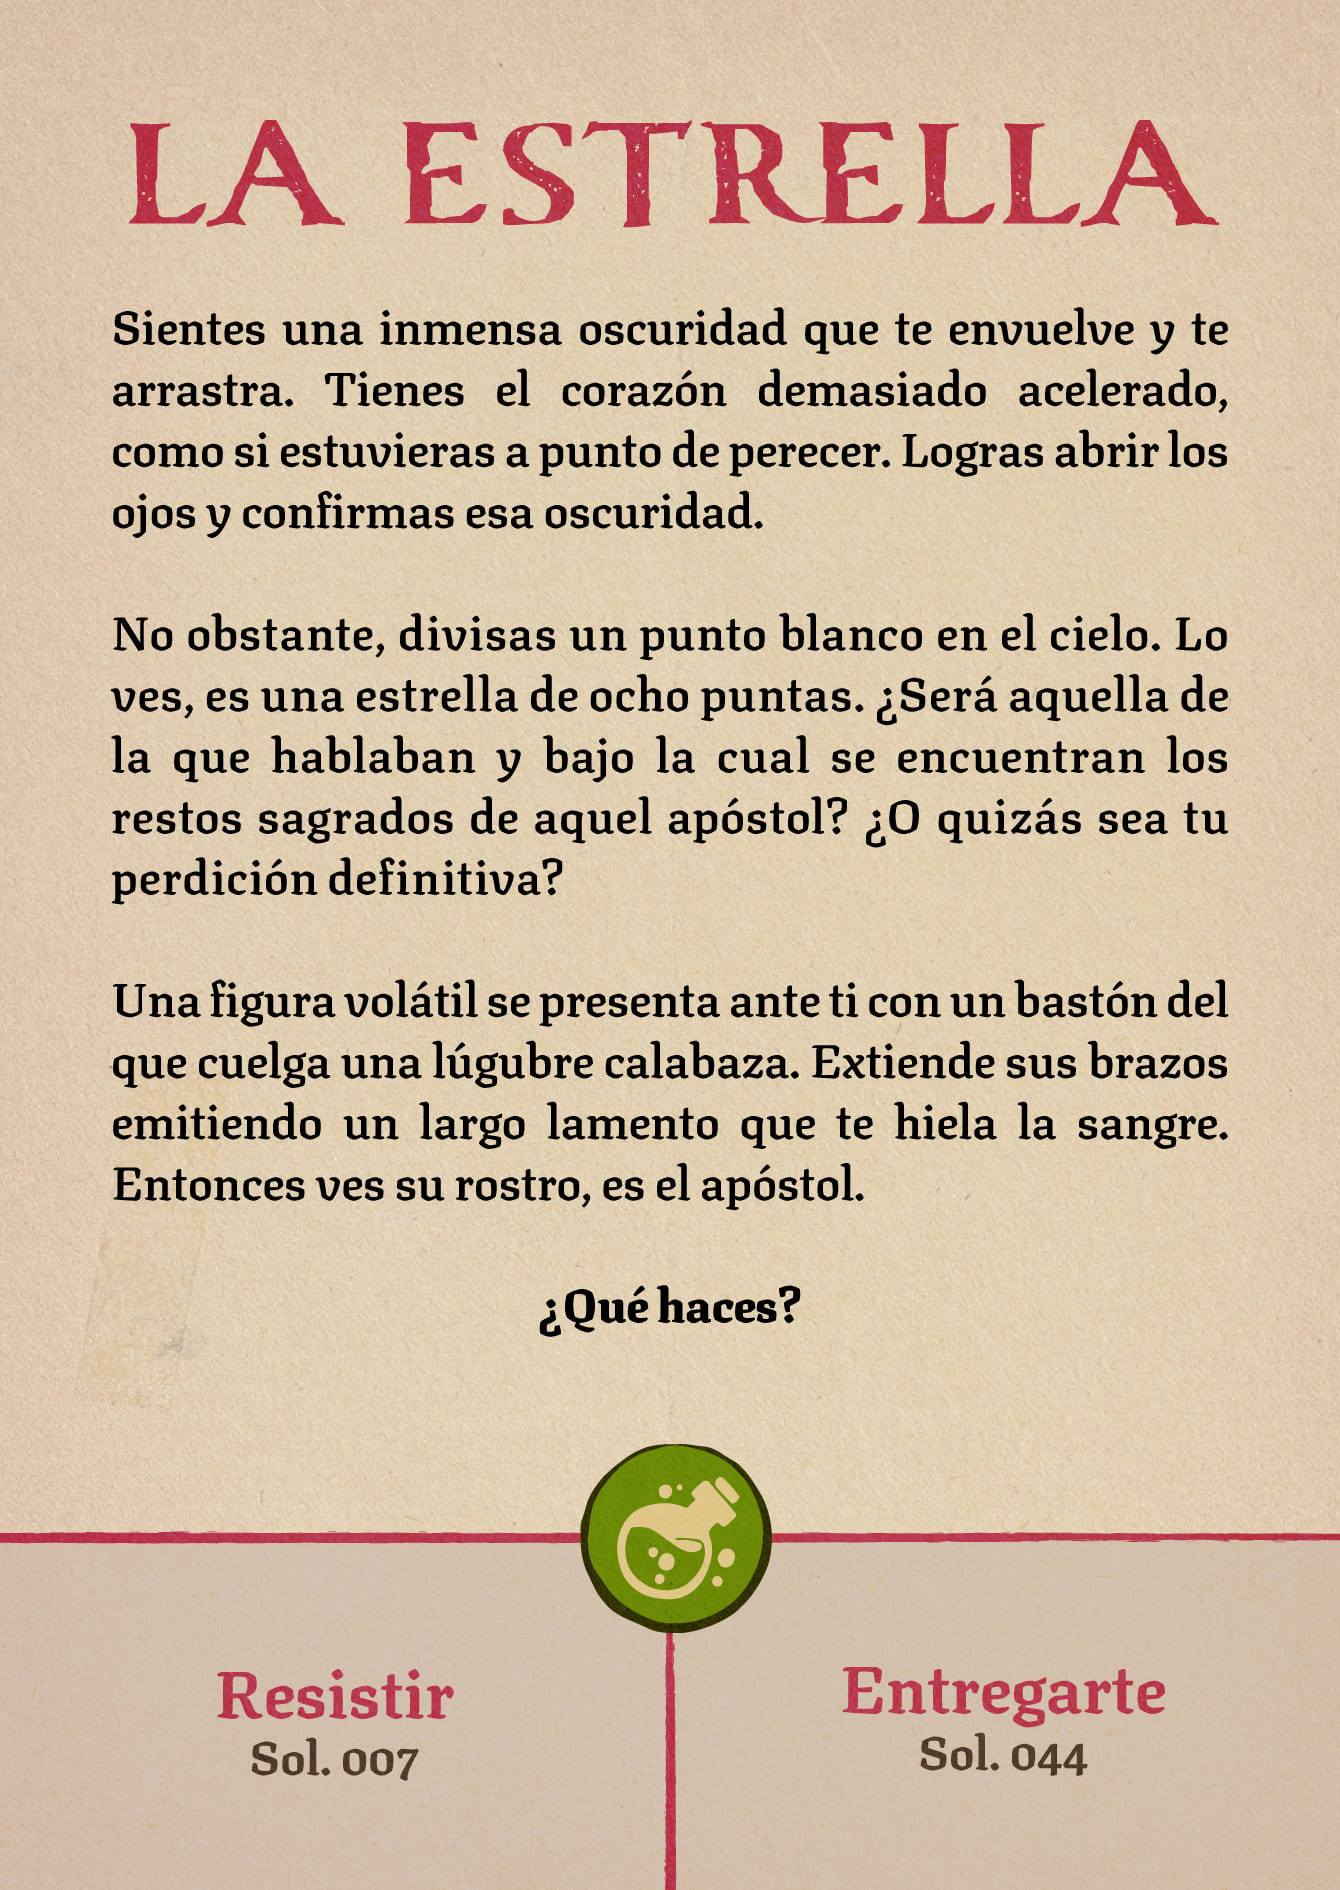 LA ESTRELLA
Sientes una inmensa oscuridad que te envuelve y te
arrastra. Tienes el corazón demasiado acelerado,
como si estuvieras a punto de perecer. Logras abrir los
ojos y confirmas esa oscuridad.
No obstante, divisas un punto blanco en el cielo. Lo
ves, es una estrella de ocho puntas. ¿Será aquella de
la que hablaban y bajo la cual se encuentran los
restos sagrados de aquel apóstol? ¿O quizás sea tu
perdición definitiva?
Una figura volátil se presenta ante ti con un bastón del
que cuelga una lúgubre calabaza. Extiende sus brazos
emitiendo un largo lamento que te hiela la sangre.
Entonces ves su rostro, es el apóstol.
¿Qué haces?
Resistir
Sol. 007
Entregarte
Sol. 044